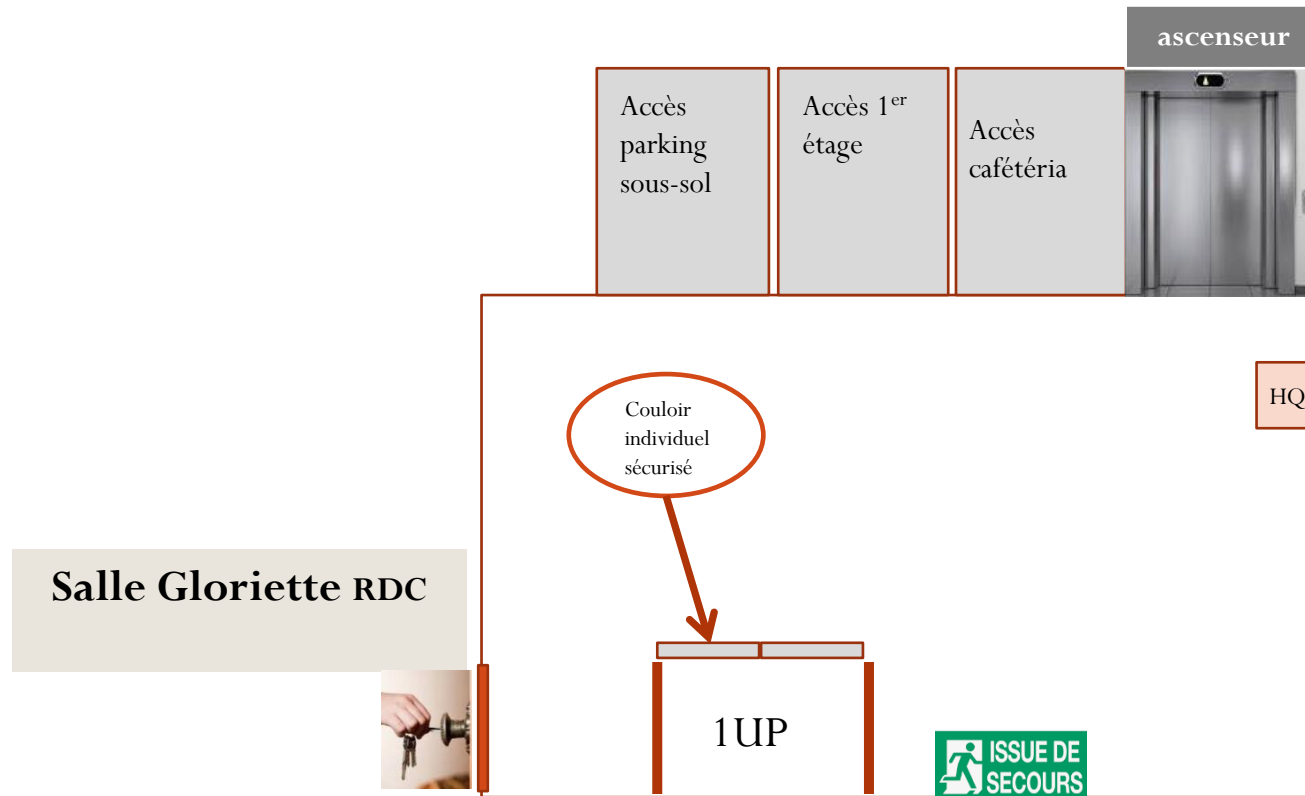 ascenseur
Accès
parking
sous-sol
Accès 1er
étage
Accès
cafétéria
HQ
Couloir
individuel
sécurisé
Salle Gloriette RDC
1UP
ISSUE DE
SECOURS